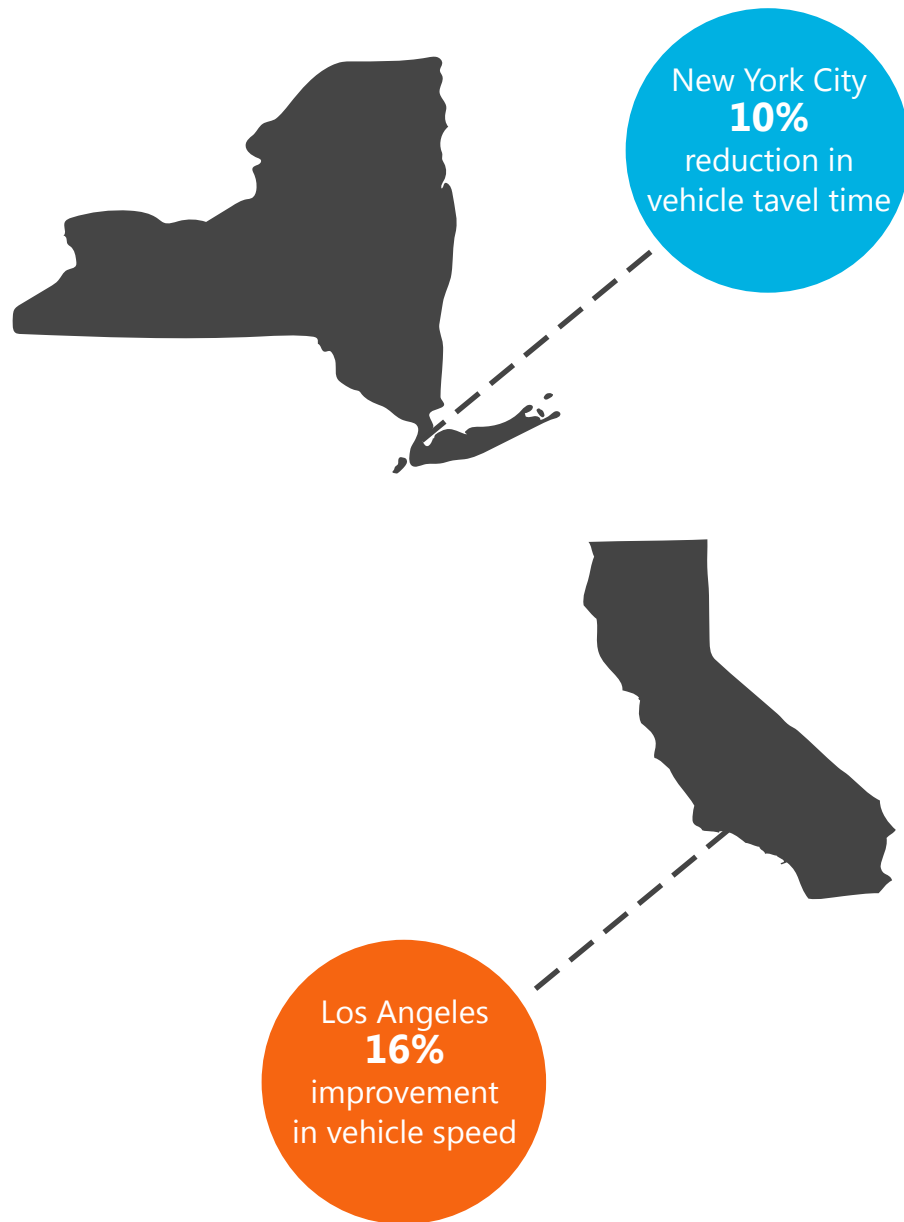 New York City
10%
reduction in
vehicle tavel time
Los Angeles
16%
improvement
in vehicle speed